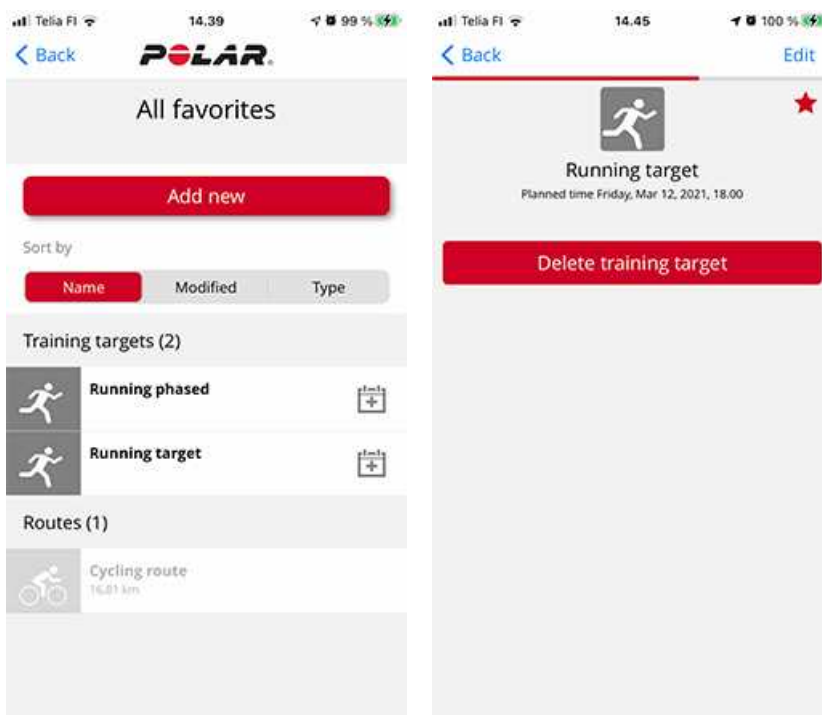 Telia FI 14.39 99 %
Back POLAR.
All favorites
Add new
Sort by
Name Modified Type
Training targets (2)
Running phased
Running target
Routes (1)
Cycling route
16,81 km
Telia FI 14.45 100 %
Back Edit
Running target
Planned time Friday, Mar 12, 2021, 18.00
Delete training target